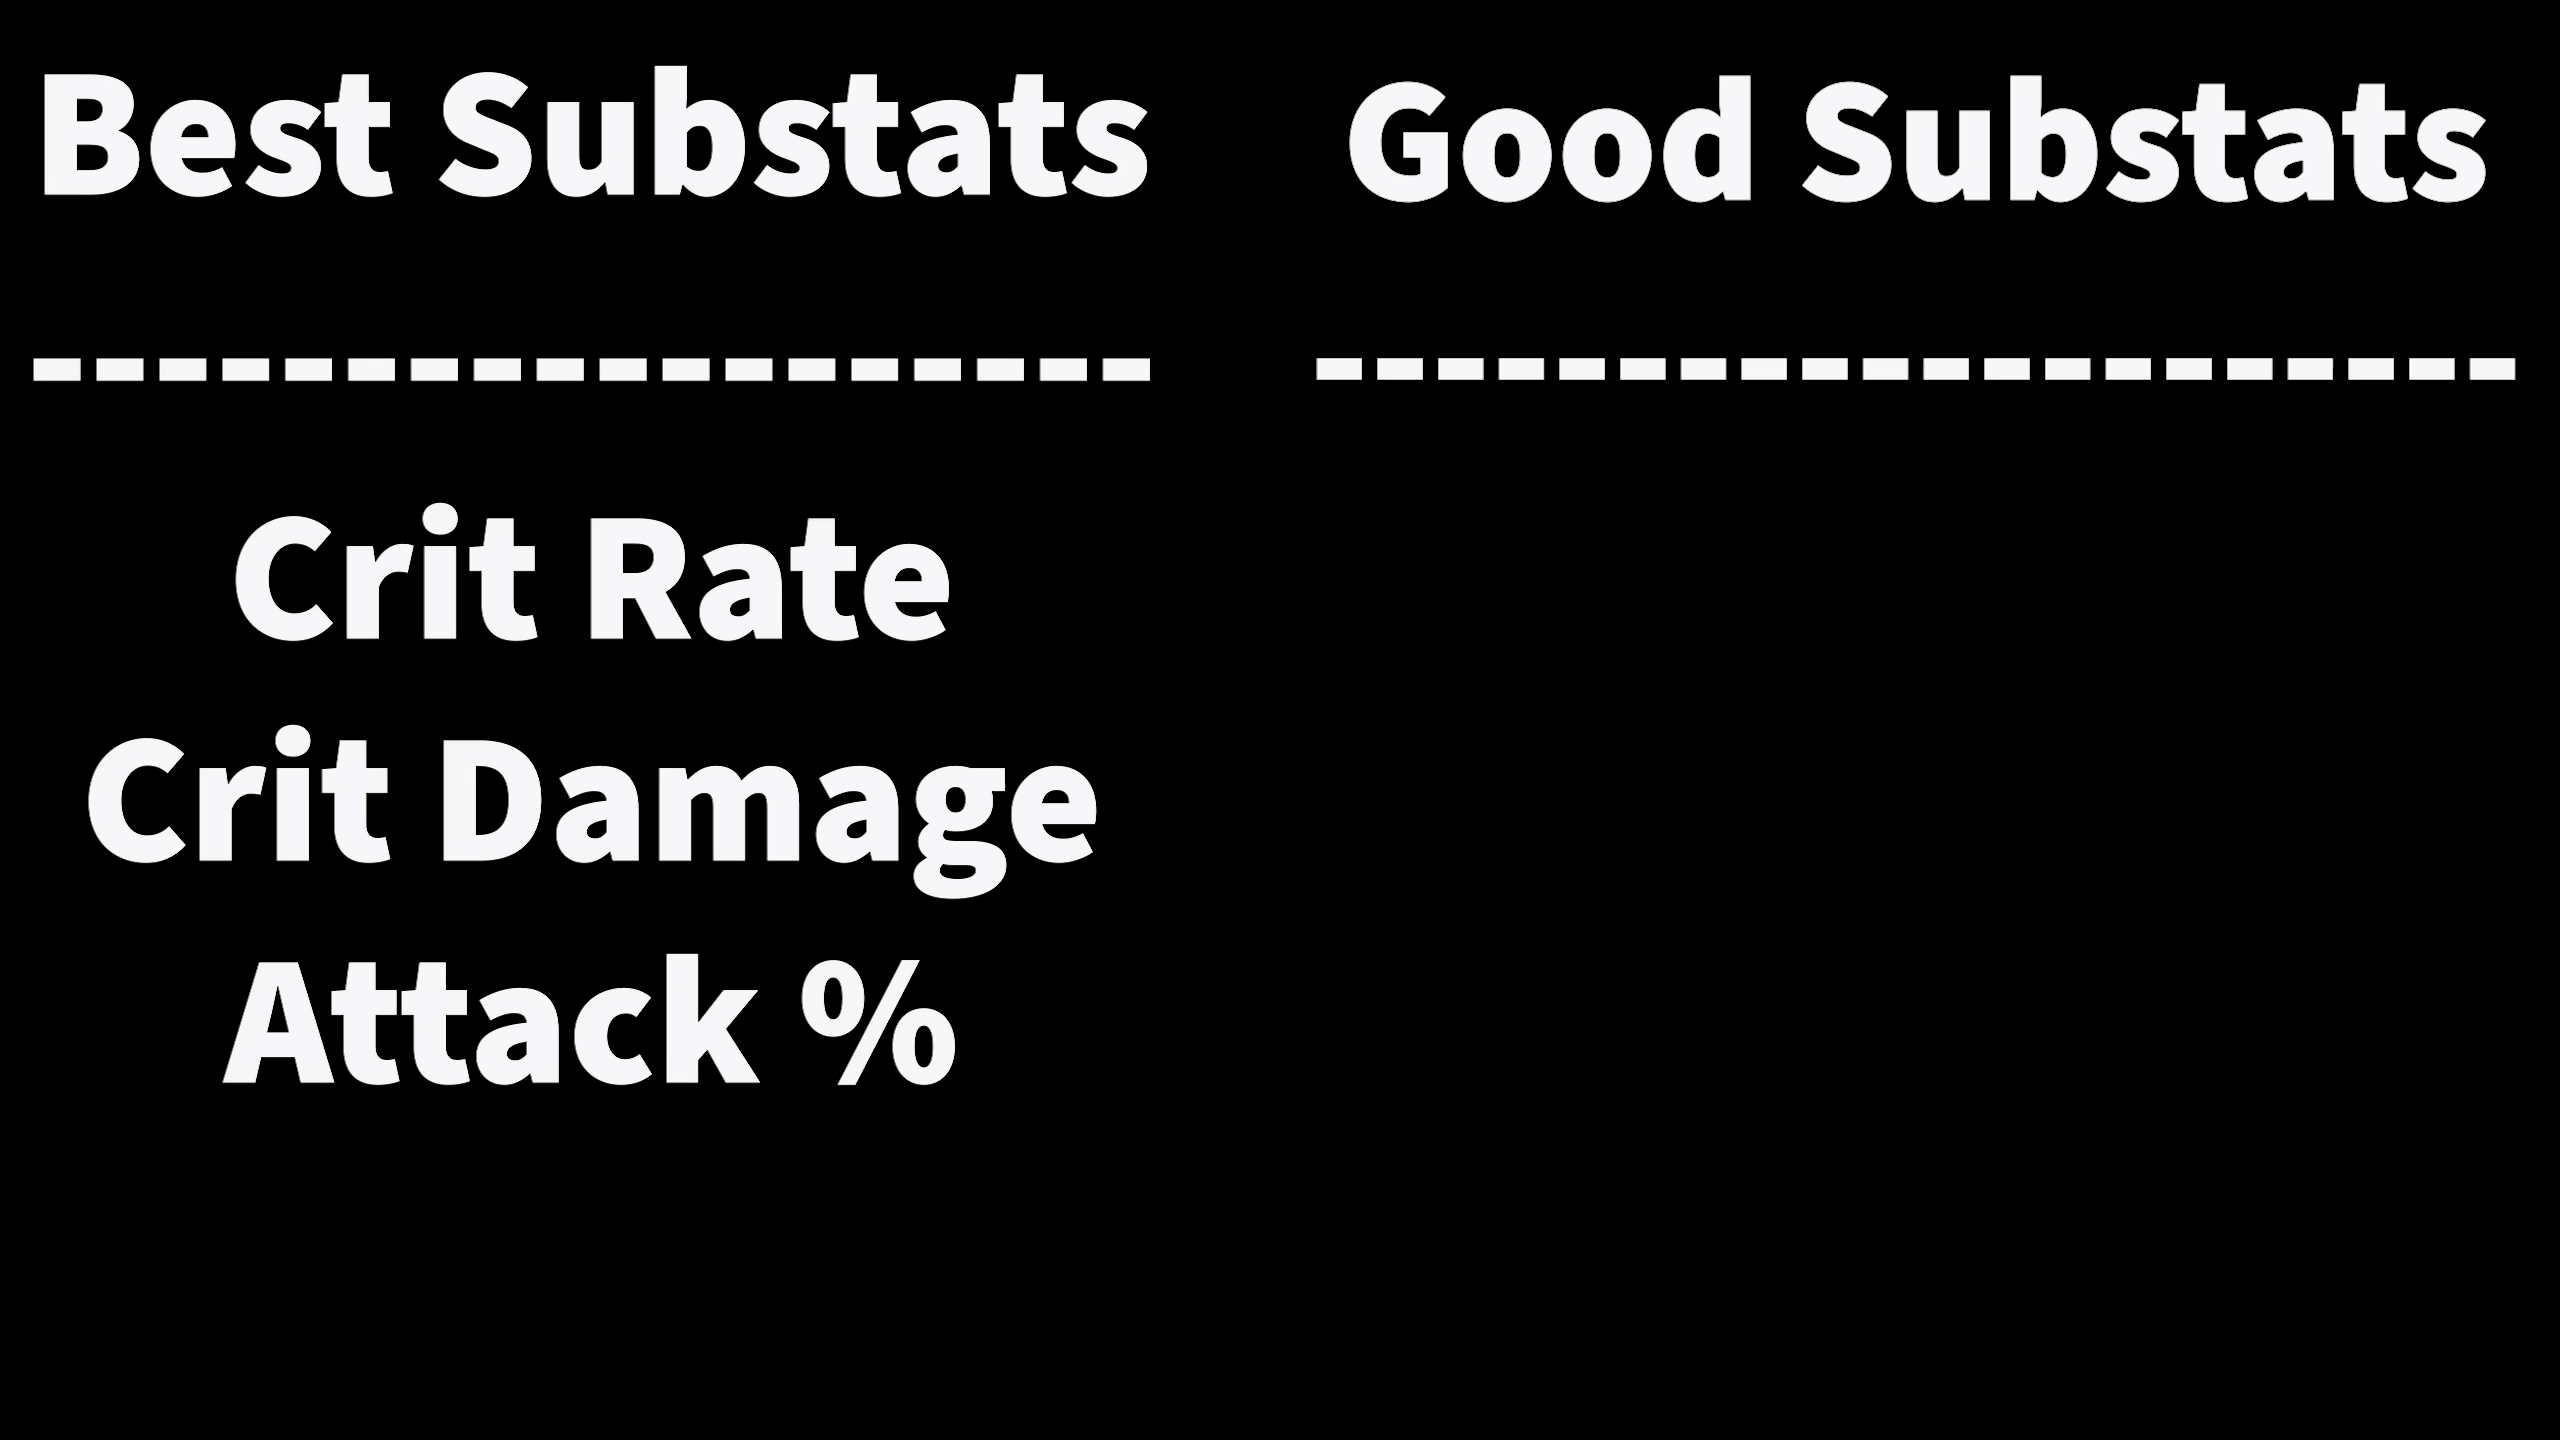 Best Substats
------------------
Crit Rate
Crit Damage
Attack %
Good Substats
--------------------